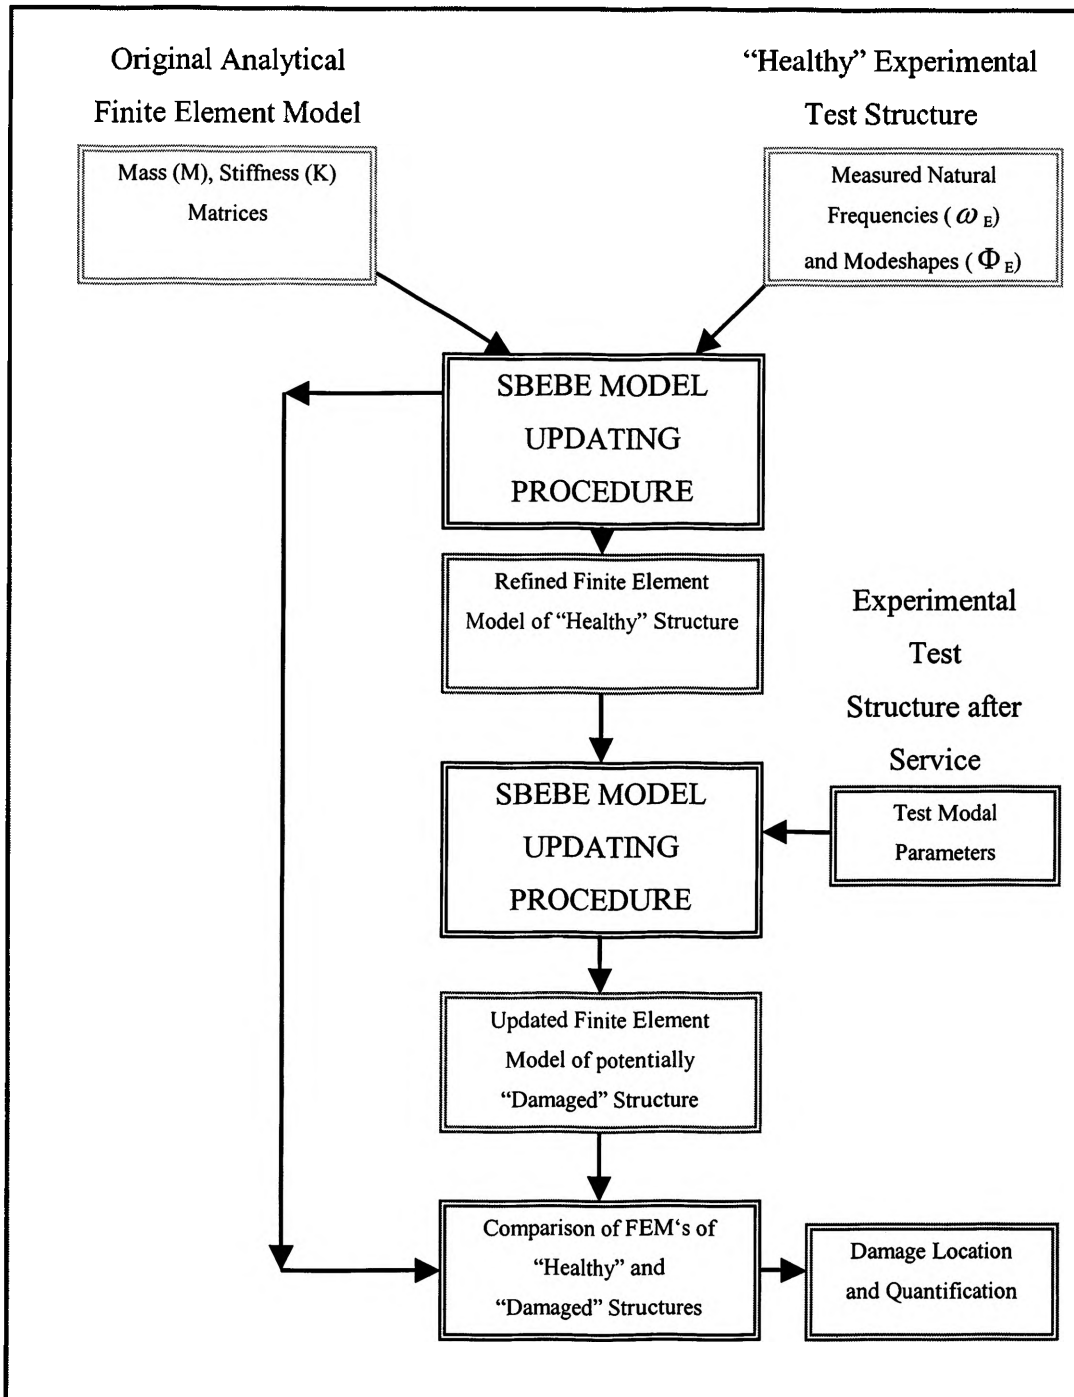 Original Analytical
Finite Element Model
Mass (M), Stiffness (K)
Matrices
“Healthy” Experimental
Test Structure
Measured Natural
Frequencies ( ω E)
and Modeshapes ( Φ E)
SBEBE MODEL
UPDATING
PROCEDURE
Refined Finite Element
Model of “Healthy” Structure
Experimental
Test
Structure after
Service
Test Modal
Parameters
SBEBE MODEL
UPDATING
PROCEDURE
Updated Finite Element
Model of potentially
“Damaged” Structure
Comparison of FEM‘s of
“Healthy” and
“Damaged” Structures
Damage Location
and Quantification